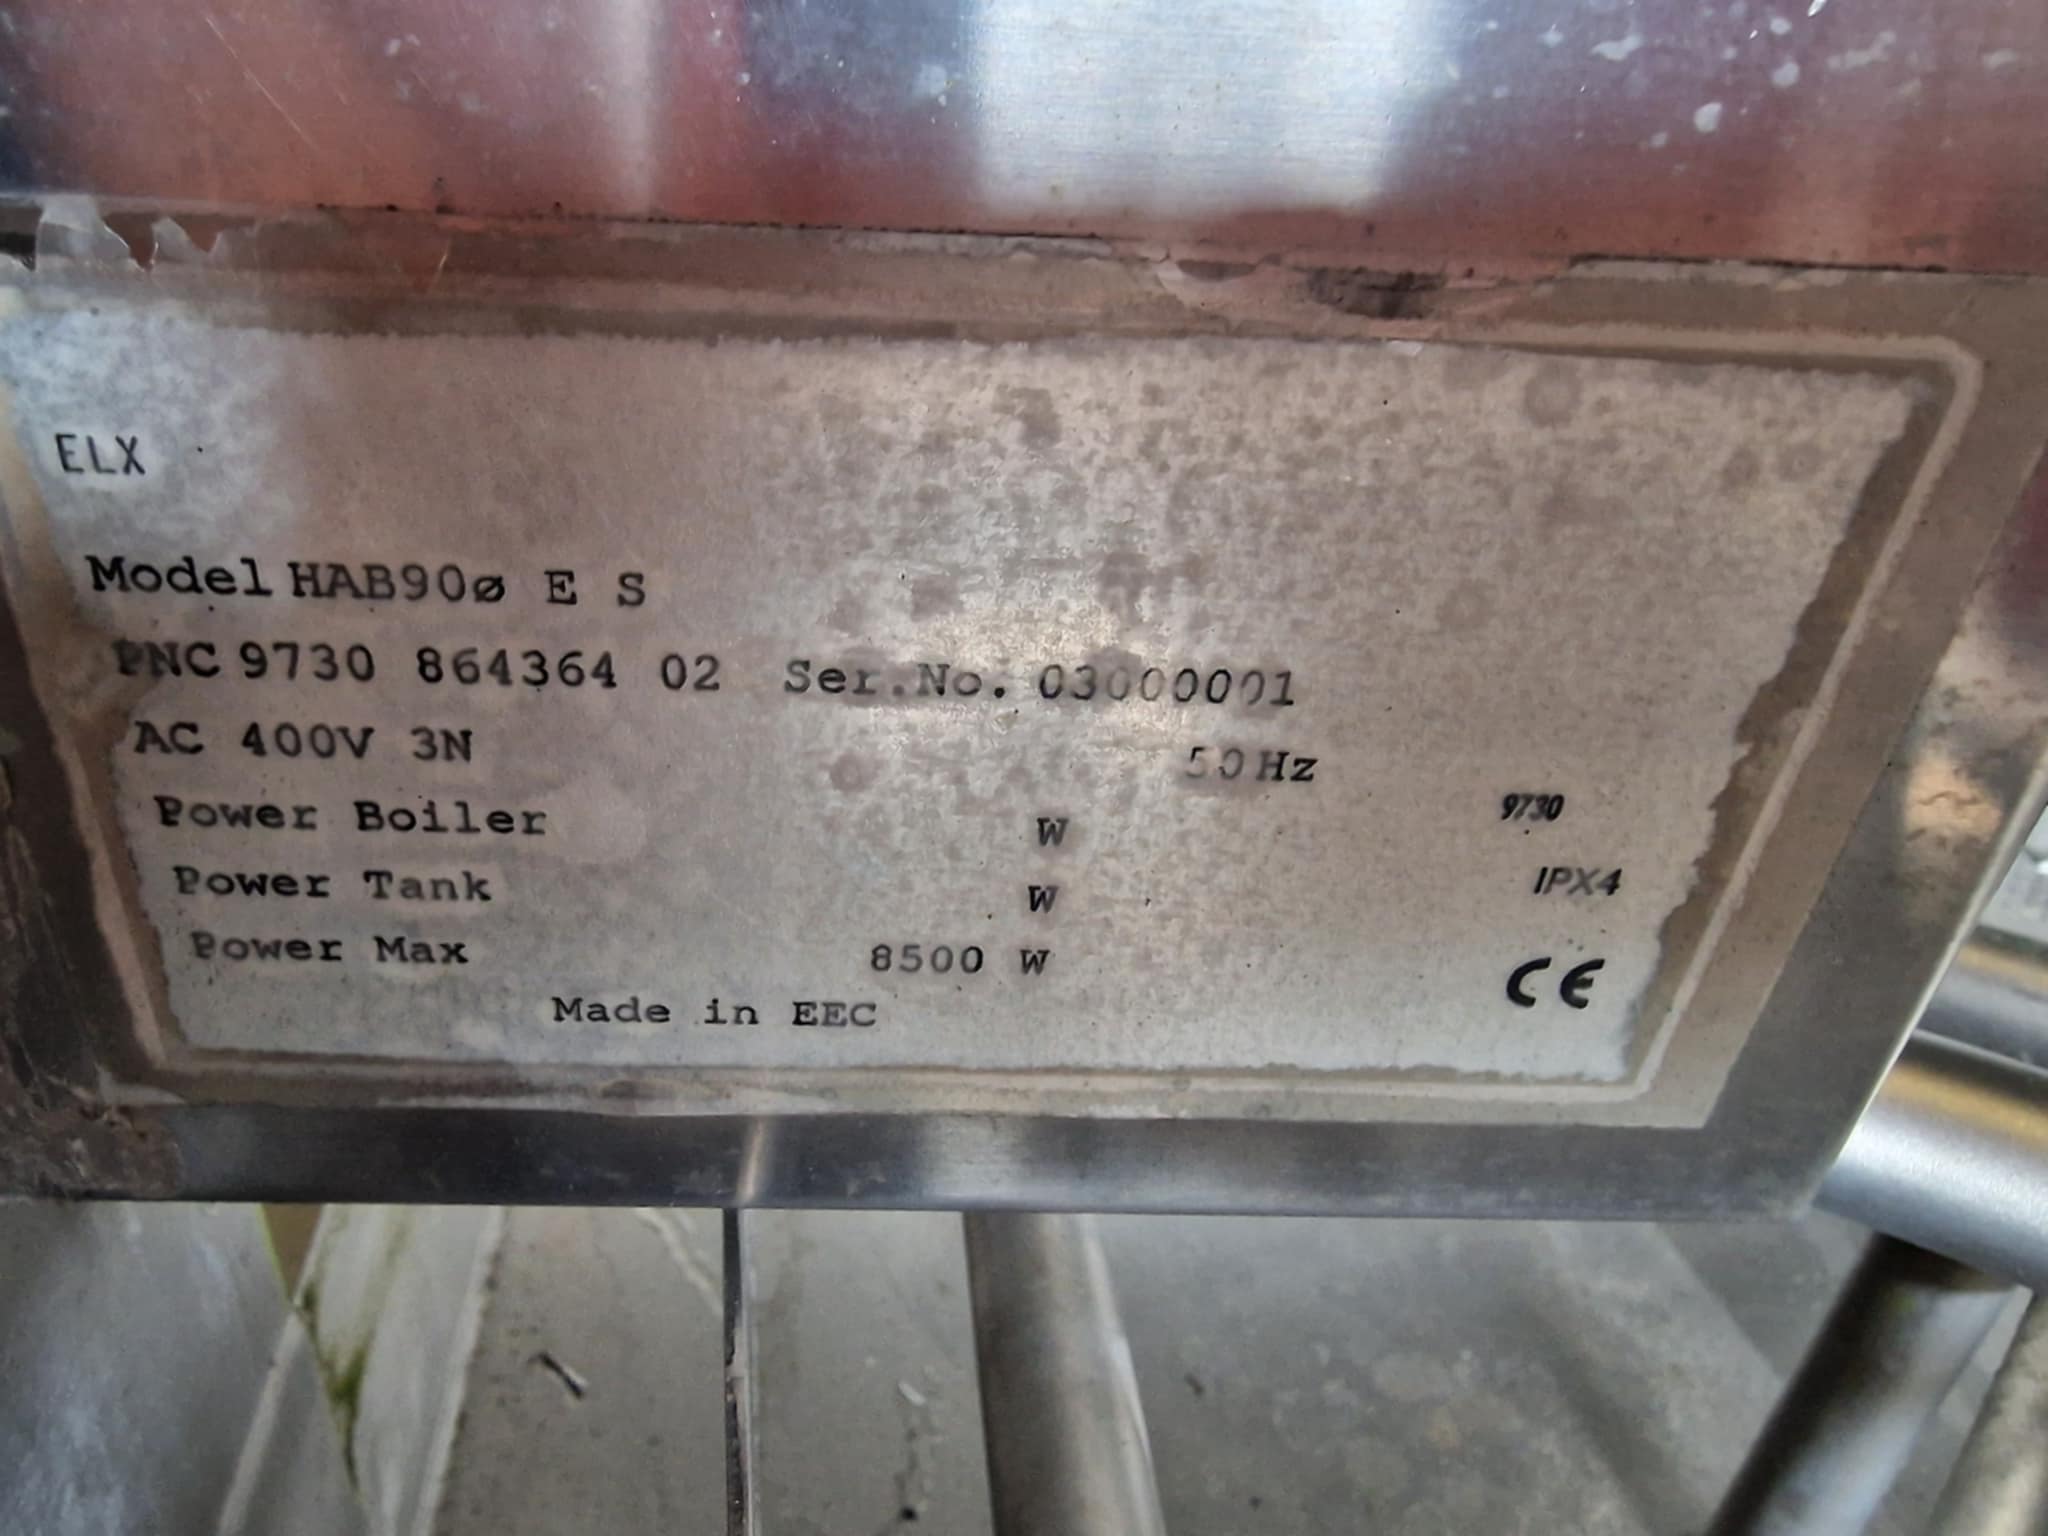 ELX
Model HAB90ø E S
PNC 9730 864364 02 Ser.No. 03000001
AC 400V 3N 50Hz
Power Boiler W 9730
Power Tank W IPX4
Power Max 8500 W CE
Made in EEC